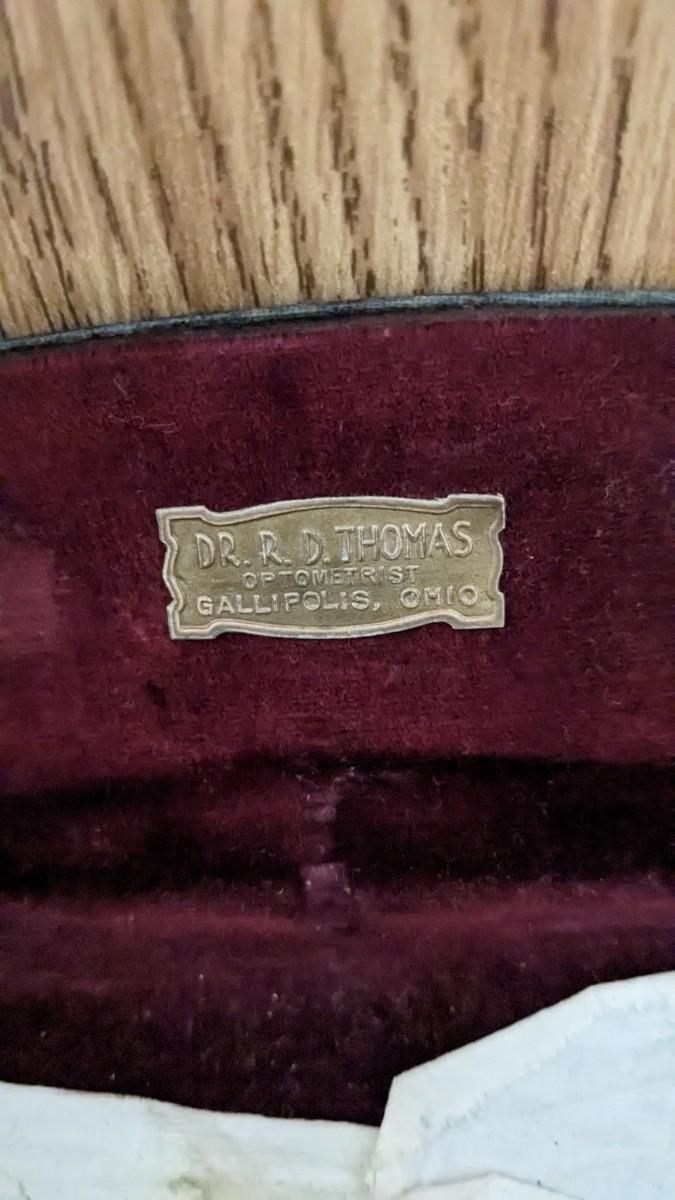 DR. R. D. THOMAS
OPTOMETRIST
GALLIPOLIS, OHIO